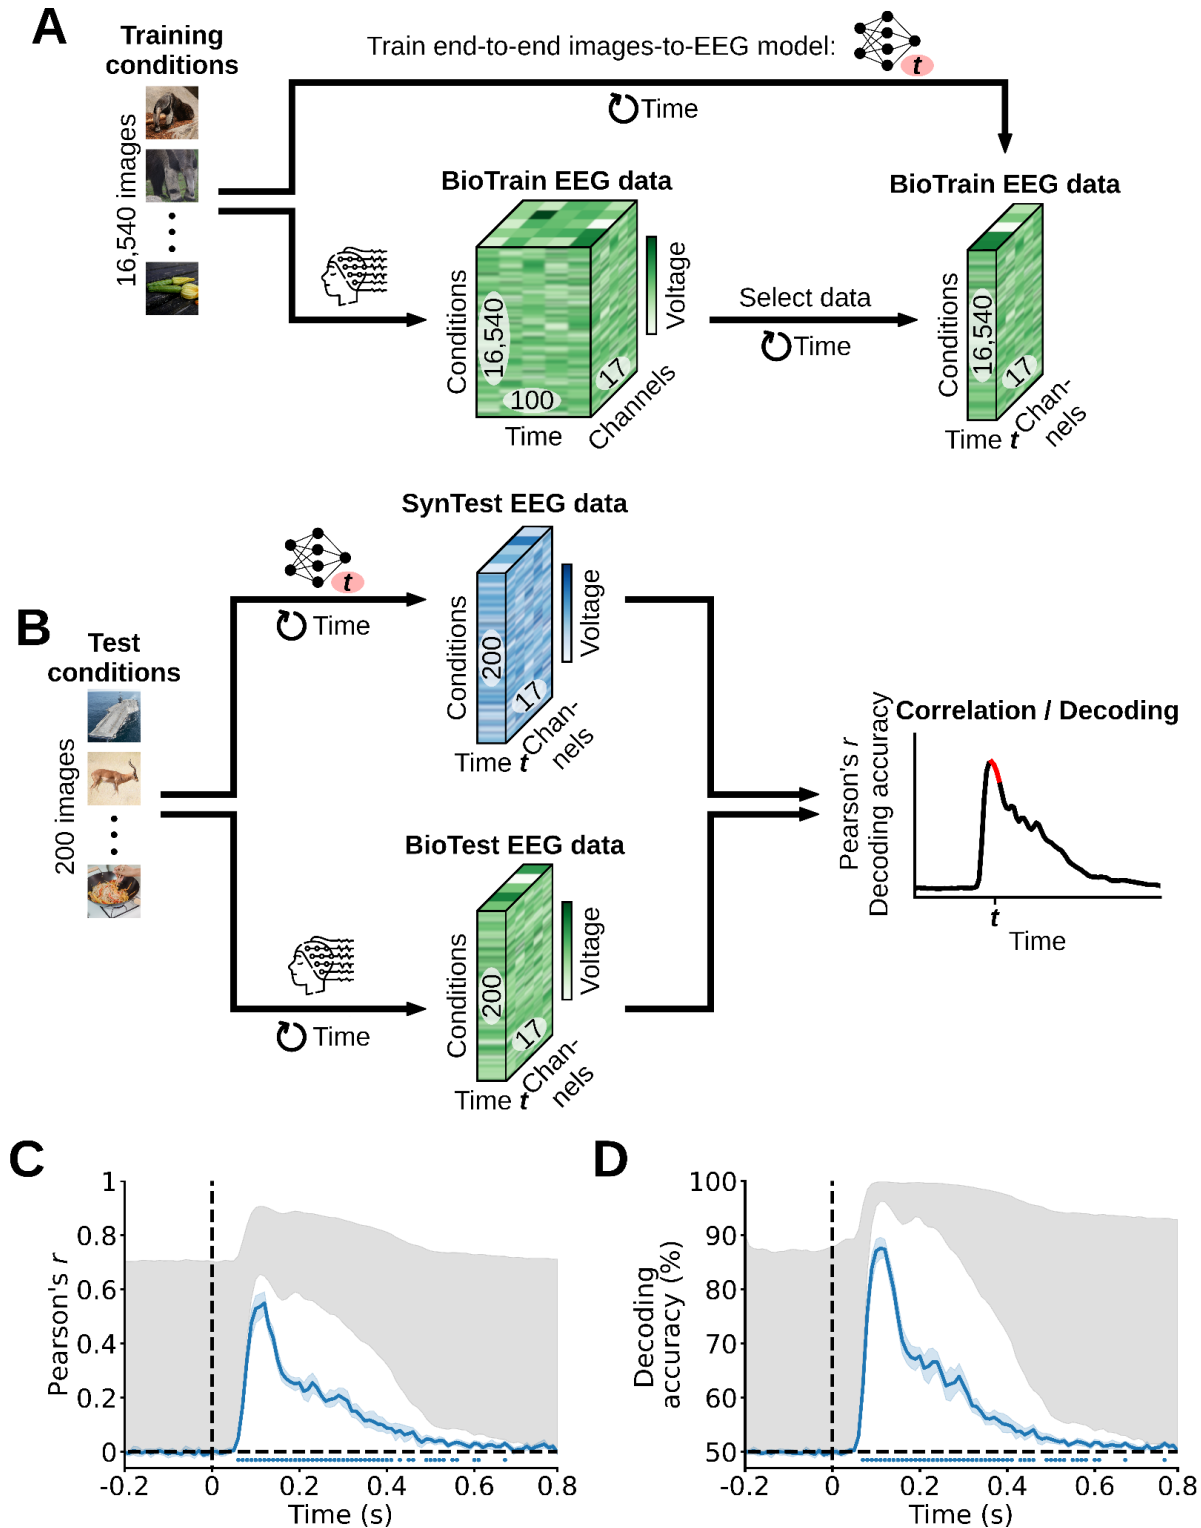 A
Training
conditions
16,540 images
Train end-to-end images-to-EEG model:
t
Time
BioTrain EEG data
Conditions
16,540
100
17
Time
Channels
Voltage
Select data
Time
BioTrain EEG data
Conditions
16,540
17
Time t
Chan-
nels
B
Test
conditions
200 images
t
Time
SynTest EEG data
Conditions
200
17
Time t
Chan-
nels
Voltage
Time
BioTest EEG data
Conditions
200
17
Time t
Chan-
nels
Voltage
Correlation / Decoding
Pearson's r
Decoding accuracy
t
Time
C
Pearson's r
1
0.8
0.6
0.4
0.2
0
-0.2
0
0.2
0.4
0.6
0.8
Time (s)
D
Decoding
accuracy (%)
100
90
80
70
60
50
-0.2
0
0.2
0.4
0.6
0.8
Time (s)